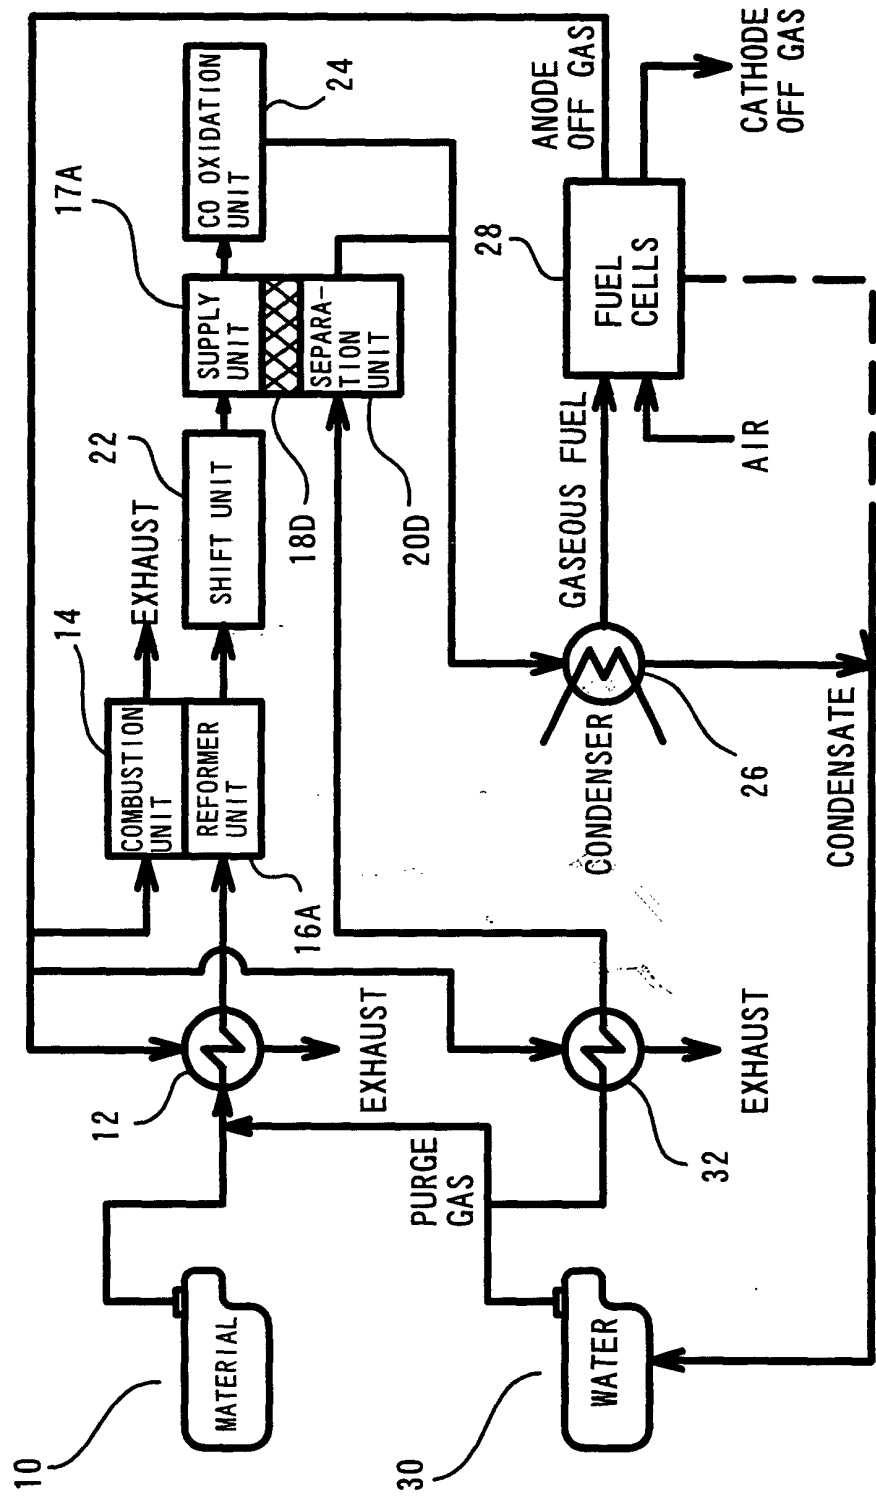 10
MATERIAL
12
EXHAUST
14
COMBUSTION
UNIT
REFORMER
UNIT
16A
EXHAUST
22
SHIFT UNIT
17A
SUPPLY
UNIT
18D
SEPARA-
TION
UNIT
20D
CO OXIDATION
UNIT
24
30
WATER
PURGE
GAS
32
EXHAUST
CONDENSER
26
GASEOUS FUEL
28
FUEL
CELLS
AIR
ANODE
OFF GAS
CATHODE
OFF GAS
CONDENSATE